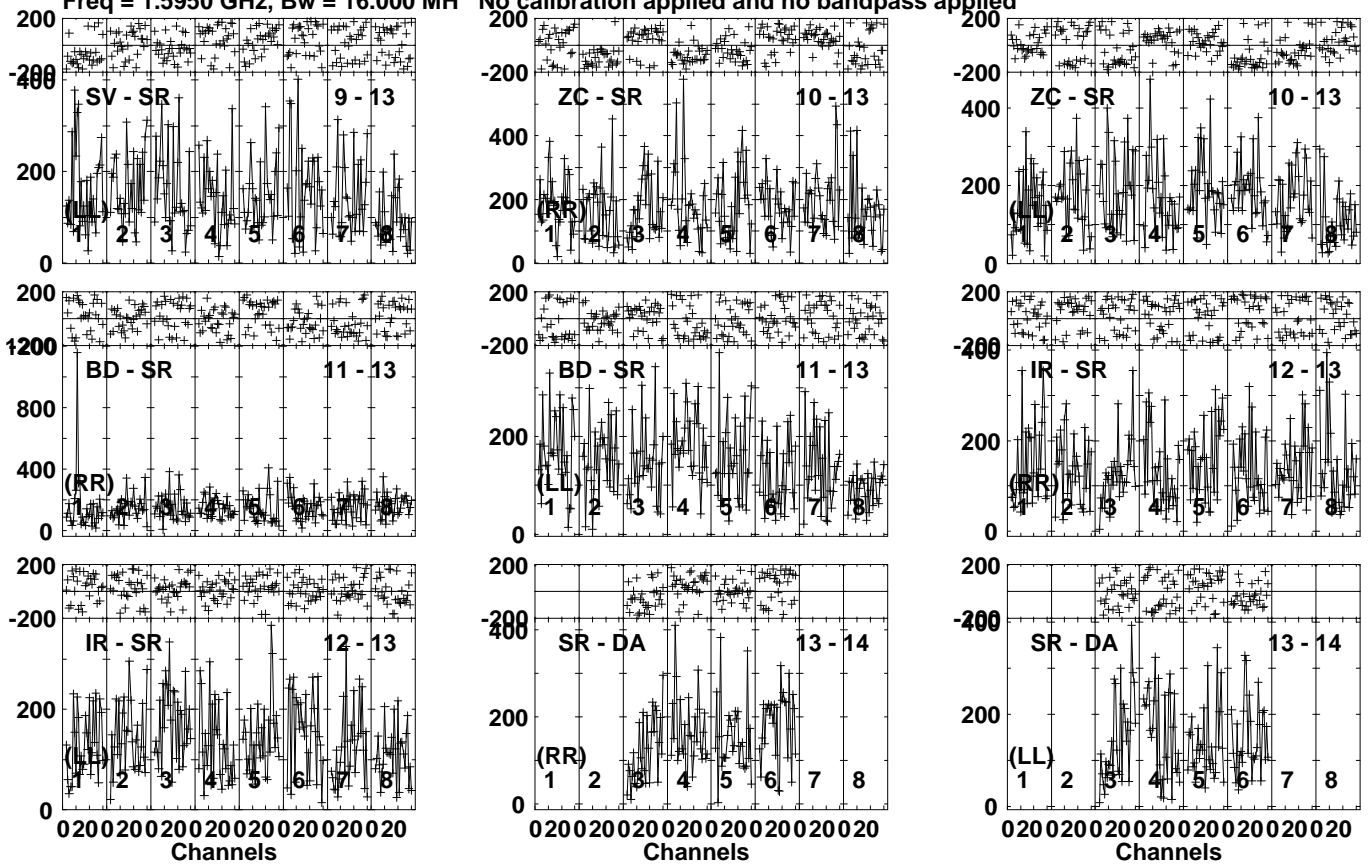 Freq = 1.5950 GHz, Bw = 16.000 MH No calibration applied and no bandpass applied
200 200 200
-200 -200 -200
400
SV - SR 9 - 13 ZC - SR 10 - 13 ZC - SR 10 - 13
400 400
200 200 200
(LL) (RR) (LL)
1 2 3 4 5 6 7 8 1 2 3 4 5 6 7 8 1 2 3 4 5 6 7 8
0 0 0
200 200 200
-200 -200 -200
1200 400
BD - SR 11 - 13 BD - SR 11 - 13 IR - SR 12 - 13
800
200 200
400
(RR) (LL) (RR)
1 2 3 4 5 6 7 8 1 2 3 4 5 6 7 8 1 2 3 4 5 6 7 8
0 0 0
200 200 200
-200 -200 -200
400 400
IR - SR 12 - 13 SR - DA 13 - 14 SR - DA 13 - 14
200 200 200
(LL) (RR) (LL)
1 2 3 4 5 6 7 8 1 2 3 4 5 6 7 8 1 2 3 4 5 6 7 8
0 0 0
0 20 0 20 0 20 0 20 0 20 0 20 0 20 0 20 0 20 0 20 0 20 0 20 0 20 0 20 0 20 0 20 0 20 0 20 0 20 0 20 0 20 0 20 0 20 0 20
Channels Channels Channels